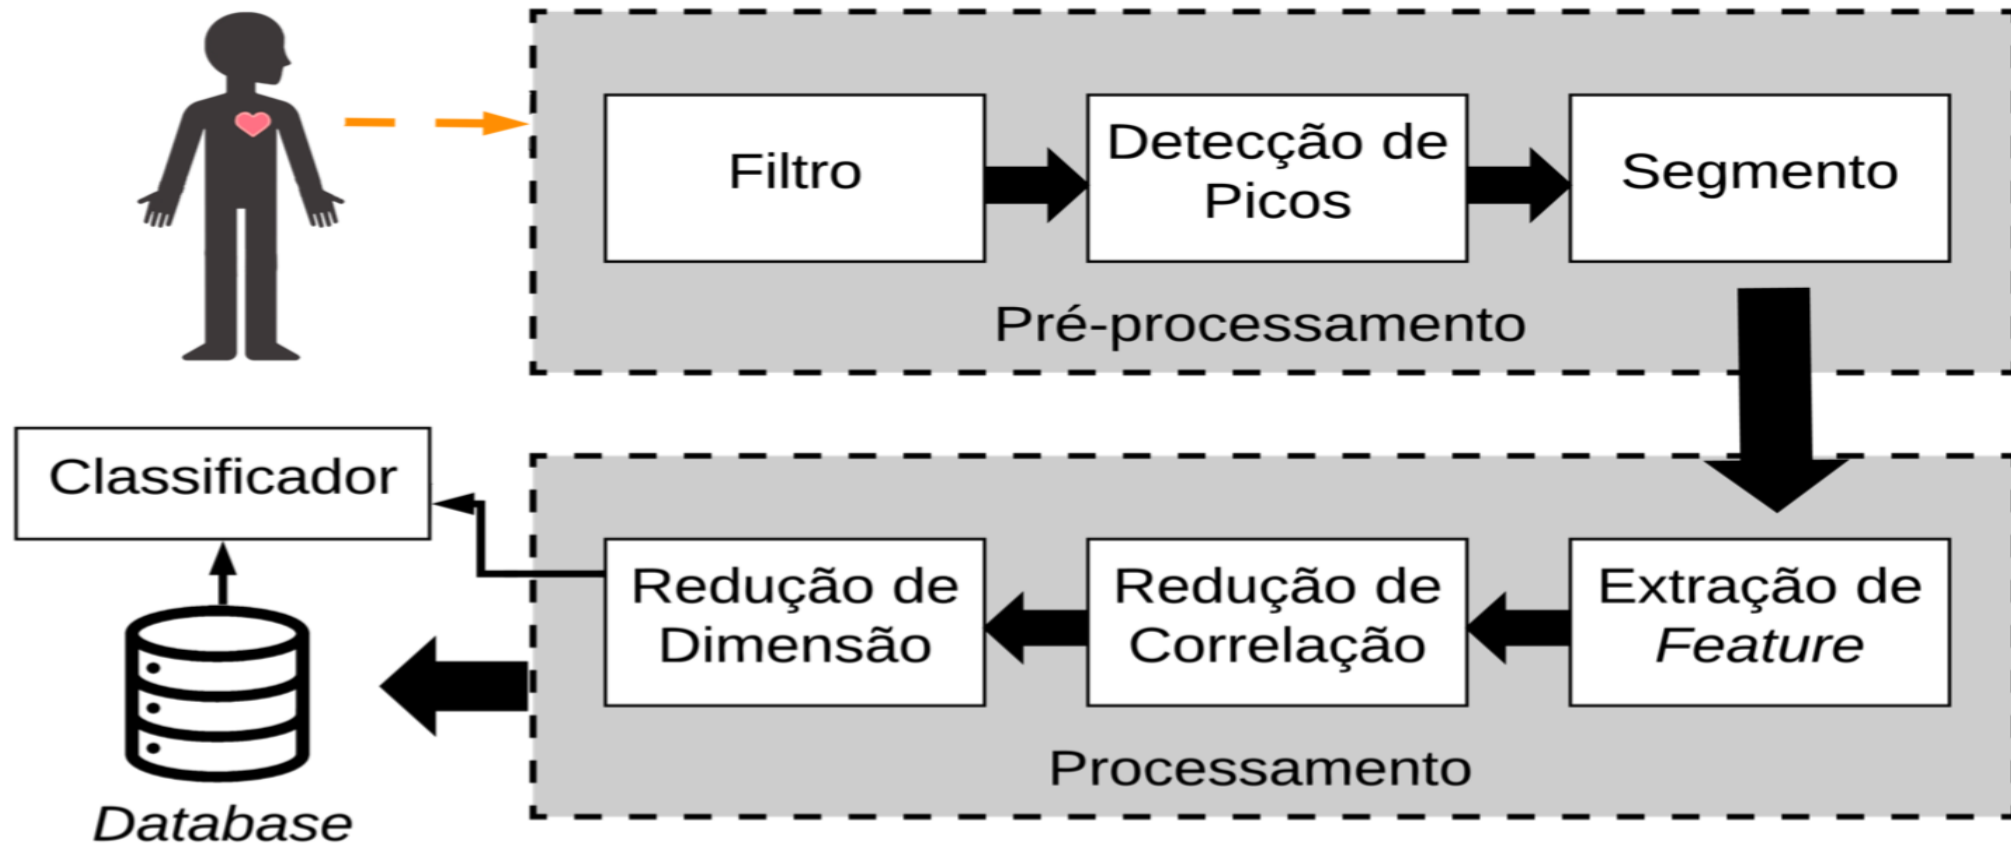 Filtro
Detecção de
Picos
Segmento
Pré-processamento
Classificador
Redução de
Dimensão
Redução de
Correlação
Extração de
Feature
Processamento
Database